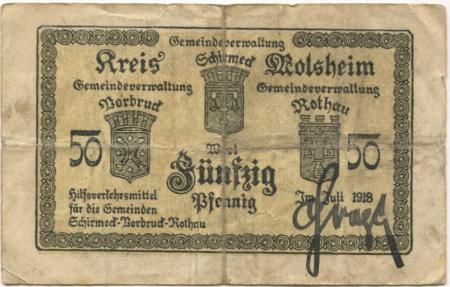 Gemeindeverwaltung
Kreis Schirmeck Molsheim
Gemeindeverwaltung Gemeindeverwaltung
Vorbruck Rothau
50 Wert 50
Fünfzig
Pfennig
Im Juli 1918
Hilfsverkehrsmittel
für die Gemeinden
Schirmeck-Vorbruck-Rothau